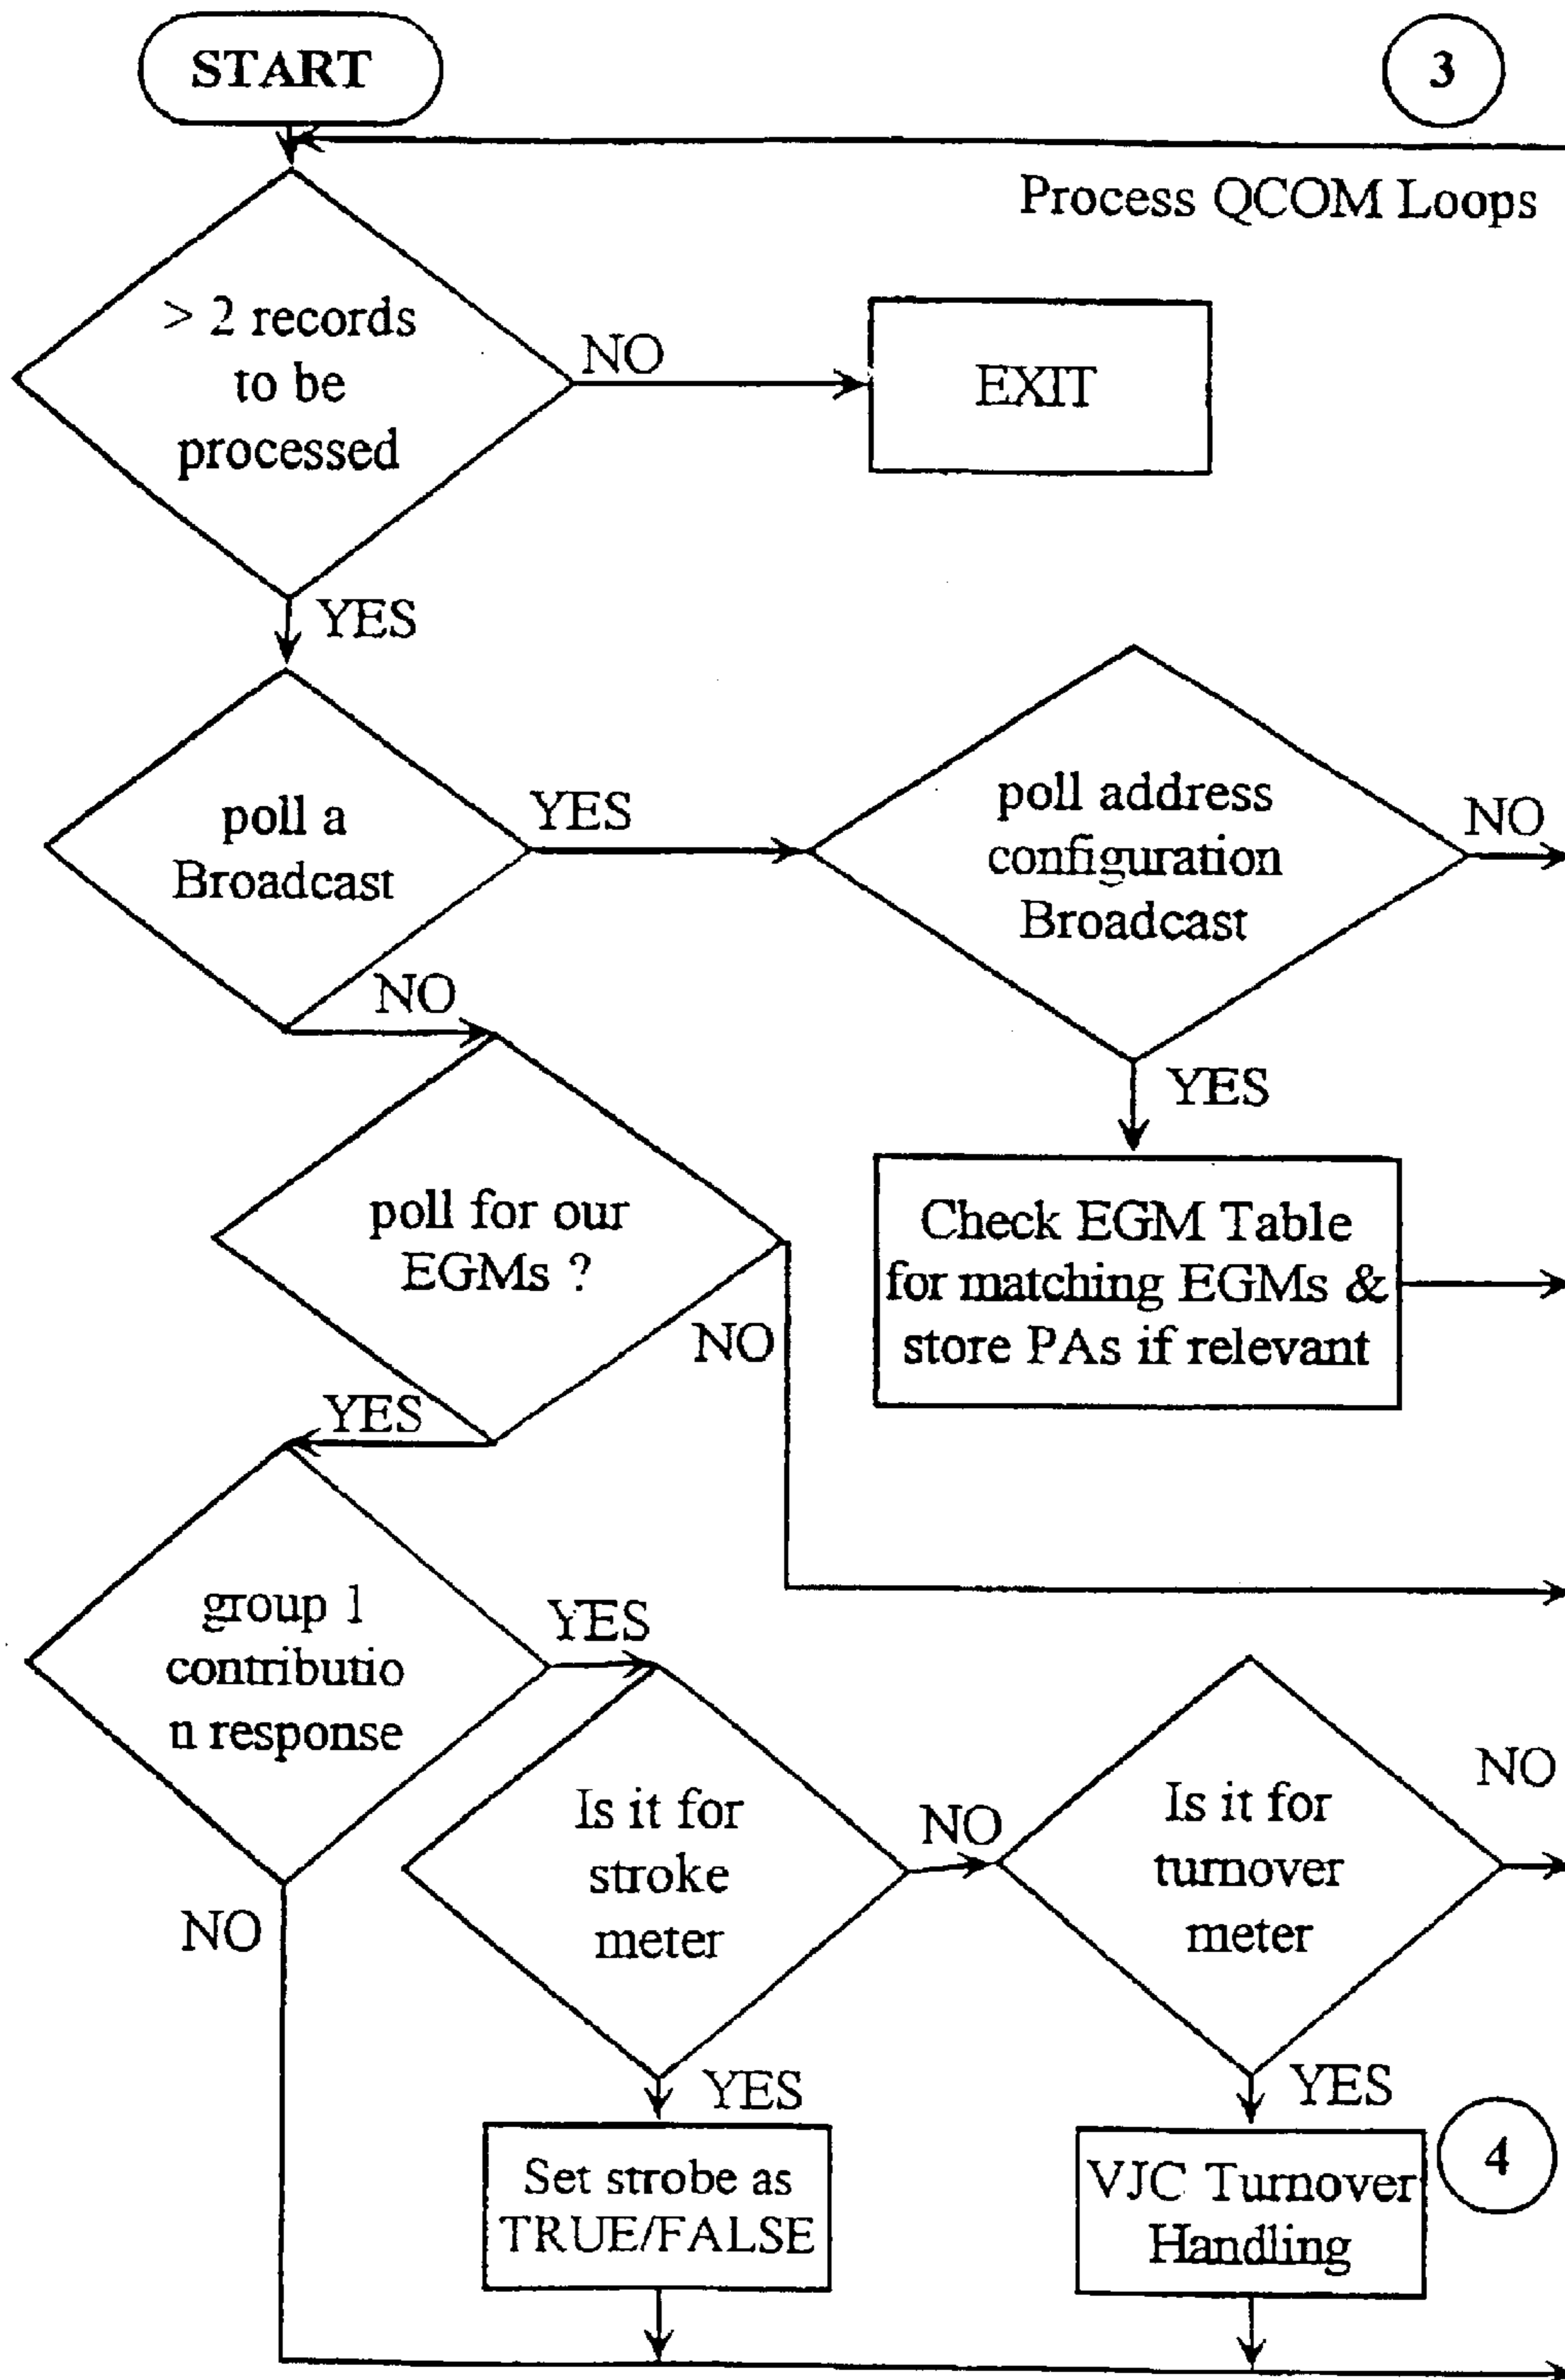 START
3
Process QCOM Loops
> 2 records
to be
processed
NO
EXIT
YES
poll a
Broadcast
YES
poll address
configuration
Broadcast
NO
NO
YES
poll for our
EGMs ?
Check EGM Table
for matching EGMs &
store PAs if relevant
NO
YES
group 1
contributio
n response
YES
Is it for
stroke
meter
NO
Is it for
turnover
meter
NO
NO
YES
YES
Set strobe as
TRUE/FALSE
VJC Turnover
Handling
4